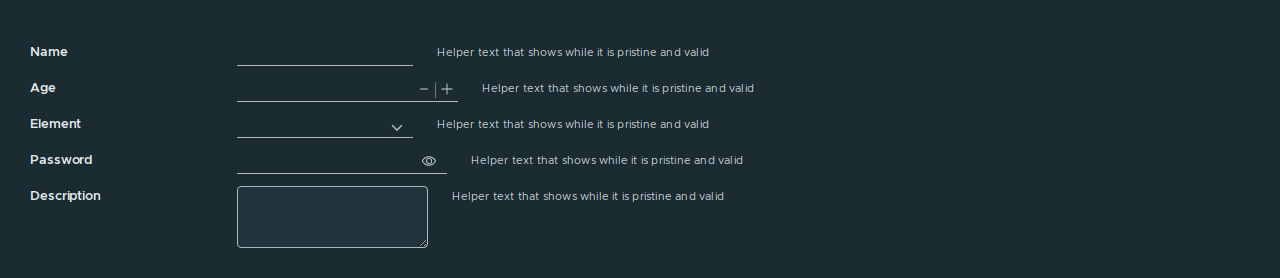 Name Helper text that shows while it is pristine and valid
Age Helper text that shows while it is pristine and valid
Element Helper text that shows while it is pristine and valid
Password Helper text that shows while it is pristine and valid
Description Helper text that shows while it is pristine and valid